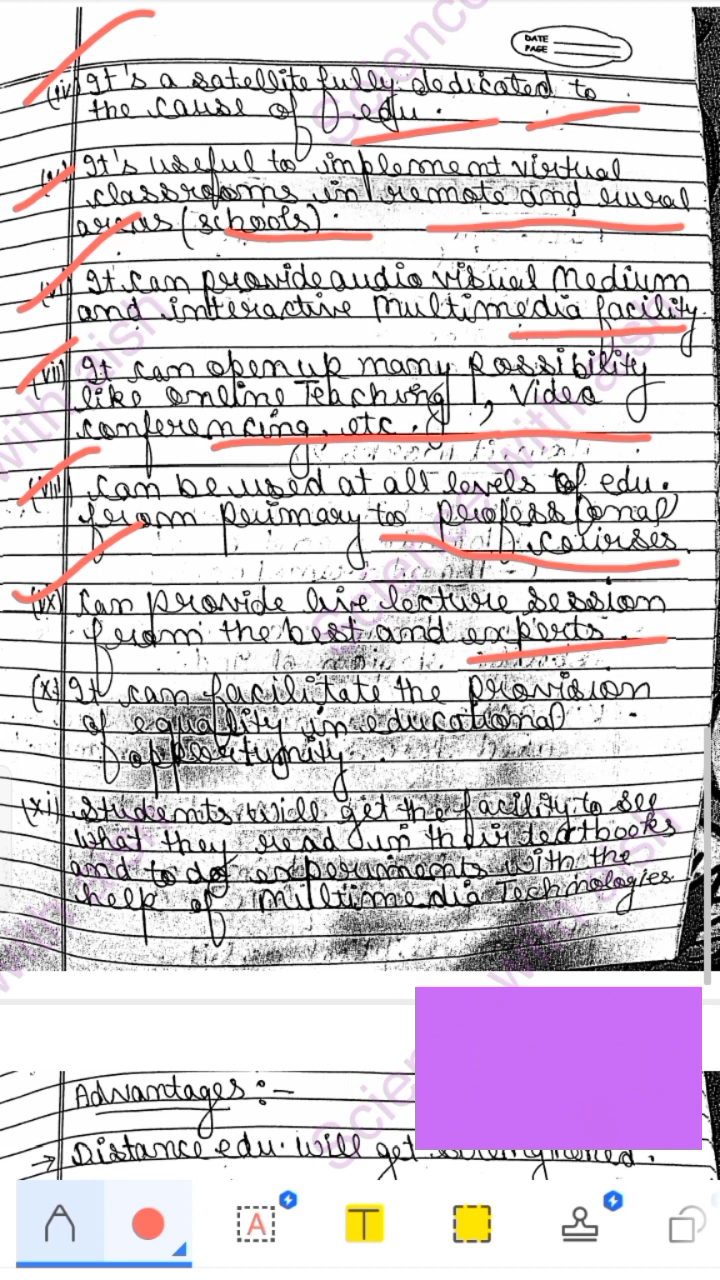 DATE
PAGE
(iv) It's a satellite fully dedicated to
the cause of edu.
(v) It's useful to implement virtual
classrooms in remote and rural
areas (schools).
(vi) It can provide audio visual Medium
and interactive Multimedia facility.
(vii) It can open up many Possibility
like online Teaching, Video
conferencing, etc.
(viii) Can be used at all levels of edu.
from primary to professional
courses.
(ix) Can provide live lecture session
from the best and experts.
(x) It can facilitate the provision
of equality in educational
opportunity.
(xi) Students will get the facility to see
what they read in their textbooks
and to do experiments with the
help of Multimedia Technologies
Advantages :-
→ Distance edu. will get strengthened.
A T